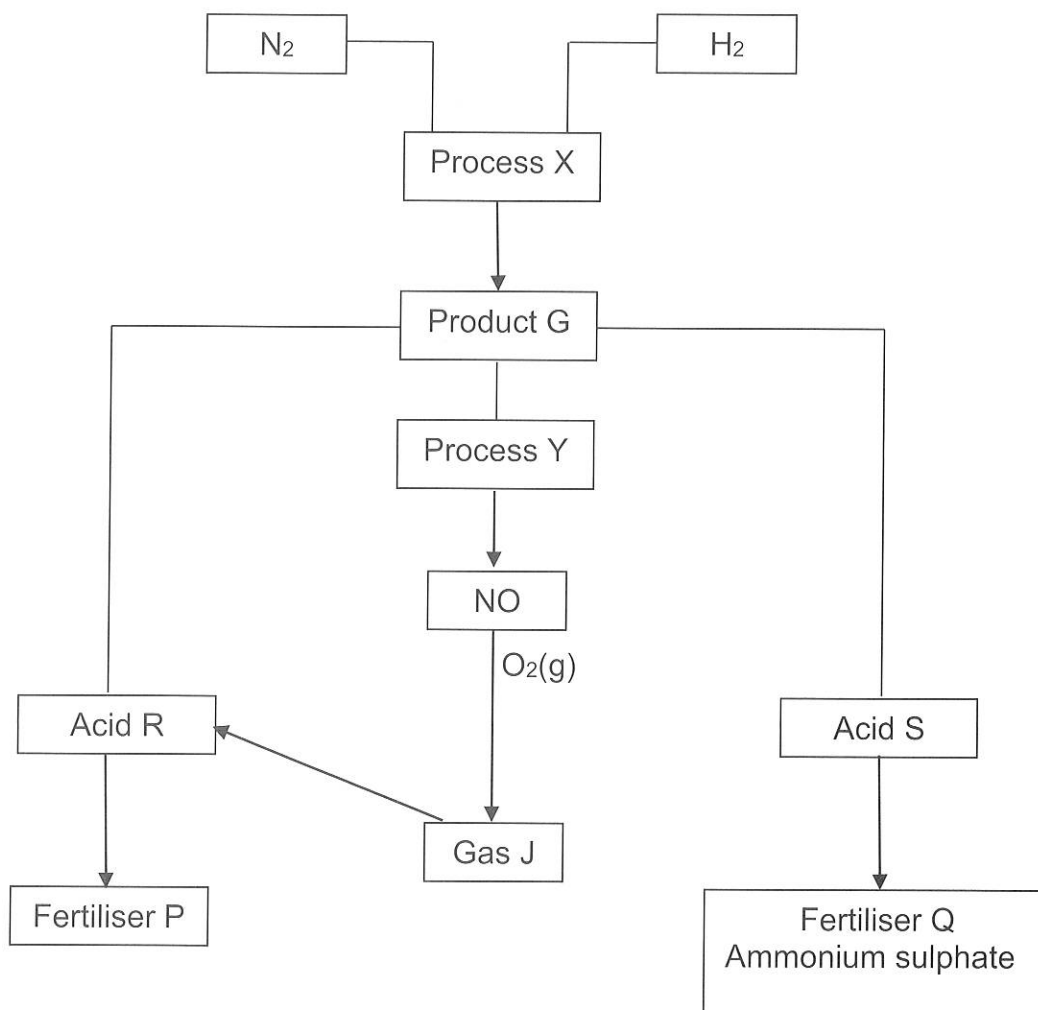 N₂
H₂
Process X
Product G
Process Y
NO
O₂(g)
Acid R
Acid S
Gas J
Fertiliser P
Fertiliser Q
Ammonium sulphate